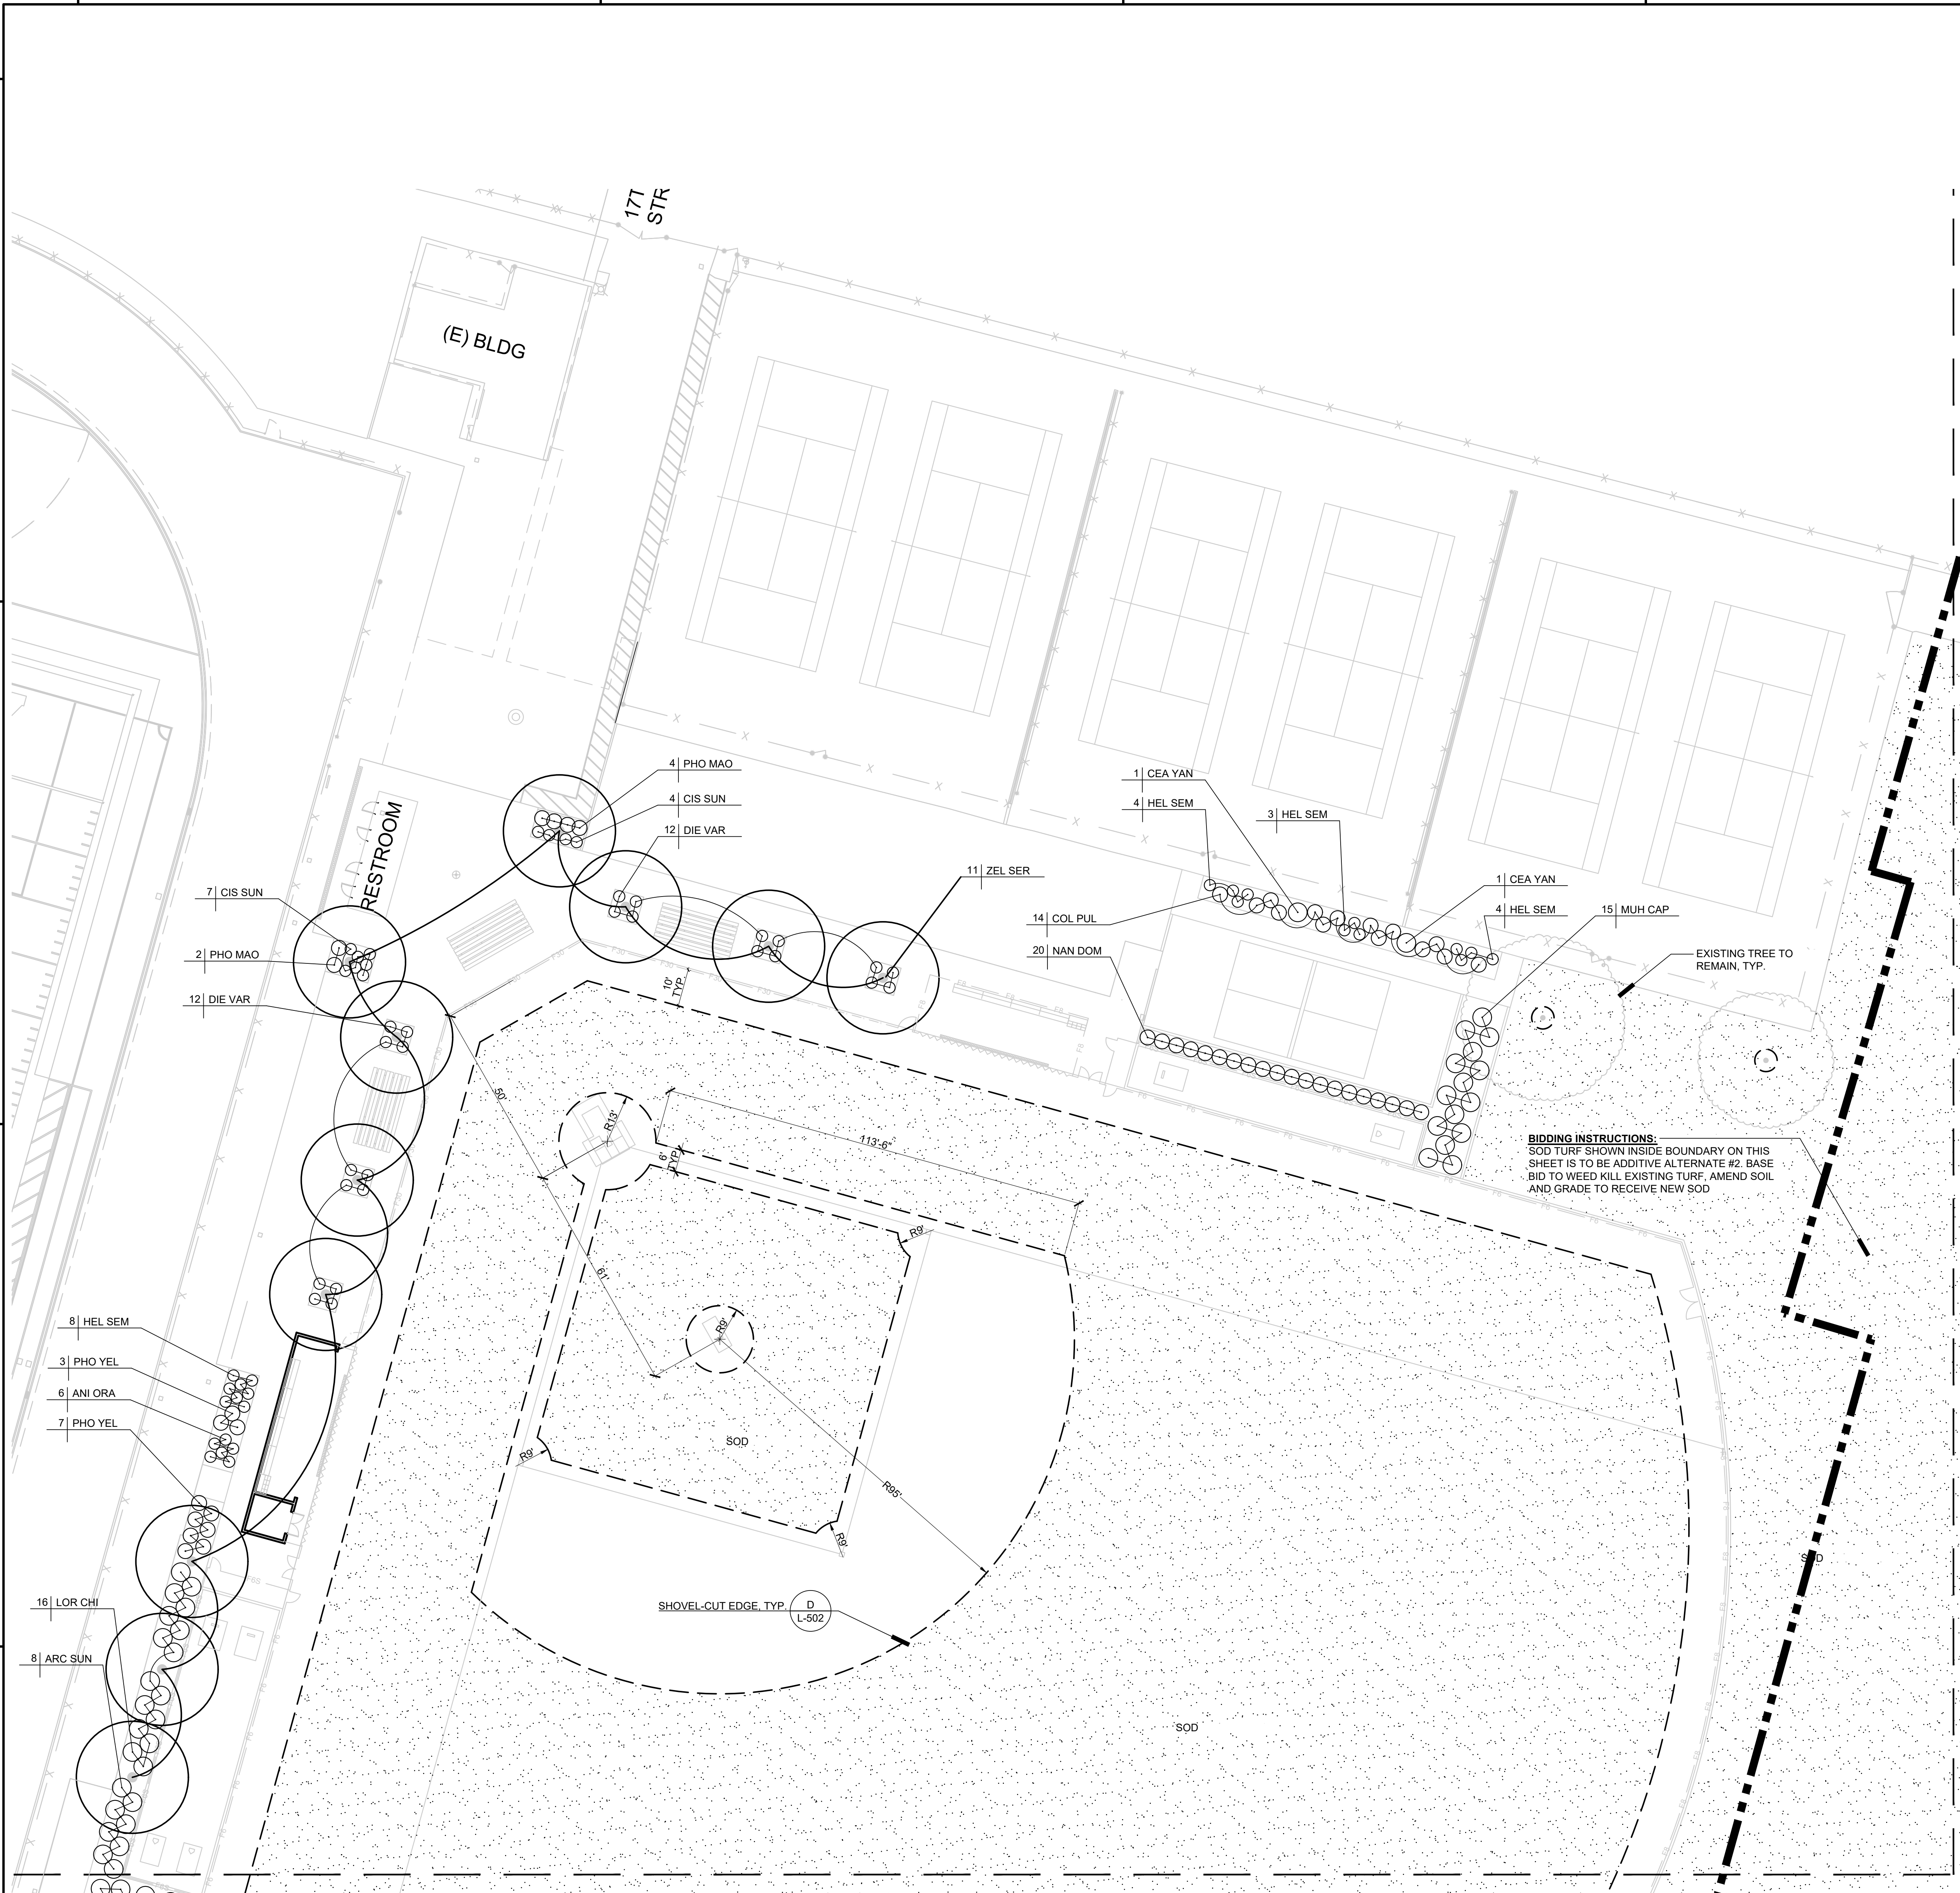 17T
STR
(E) BLDG
RESTROOM
4 PHO MAO
4 CIS SUN
12 DIE VAR
11 ZEL SER
7 CIS SUN
2 PHO MAO
12 DIE VAR
1 CEA YAN
4 HEL SEM
3 HEL SEM
14 COL PUL
20 NAN DOM
1 CEA YAN
4 HEL SEM
15 MUH CAP
EXISTING TREE TO
REMAIN, TYP.
10'
TYP.
50'
R13'
6'
TYP.
113'-6"
R9'
61'
R9'
BIDDING INSTRUCTIONS:
SOD TURF SHOWN INSIDE BOUNDARY ON THIS
SHEET IS TO BE ADDITIVE ALTERNATE #2. BASE
BID TO WEED KILL EXISTING TURF, AMEND SOIL
AND GRADE TO RECEIVE NEW SOD
8 HEL SEM
3 PHO YEL
6 ANI ORA
7 PHO YEL
SOD
R9'
R95'
R9'
SOD
16 LOR CHI
8 ARC SUN
SHOVEL-CUT EDGE, TYP.
D
L-502
SOD